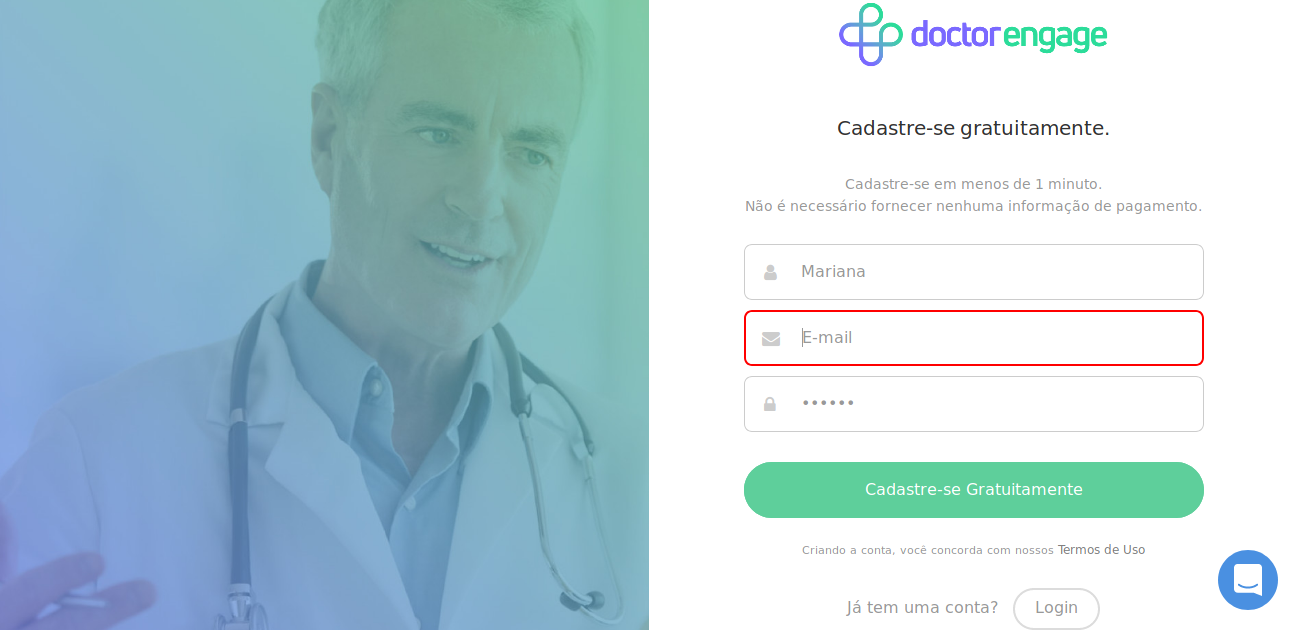 doctorengage
Cadastre-se gratuitamente.
Cadastre-se em menos de 1 minuto.
Não é necessário fornecer nenhuma informação de pagamento.
Mariana
E-mail
••••••
Cadastre-se Gratuitamente
Criando a conta, você concorda com nossos Termos de Uso
Já tem uma conta? Login